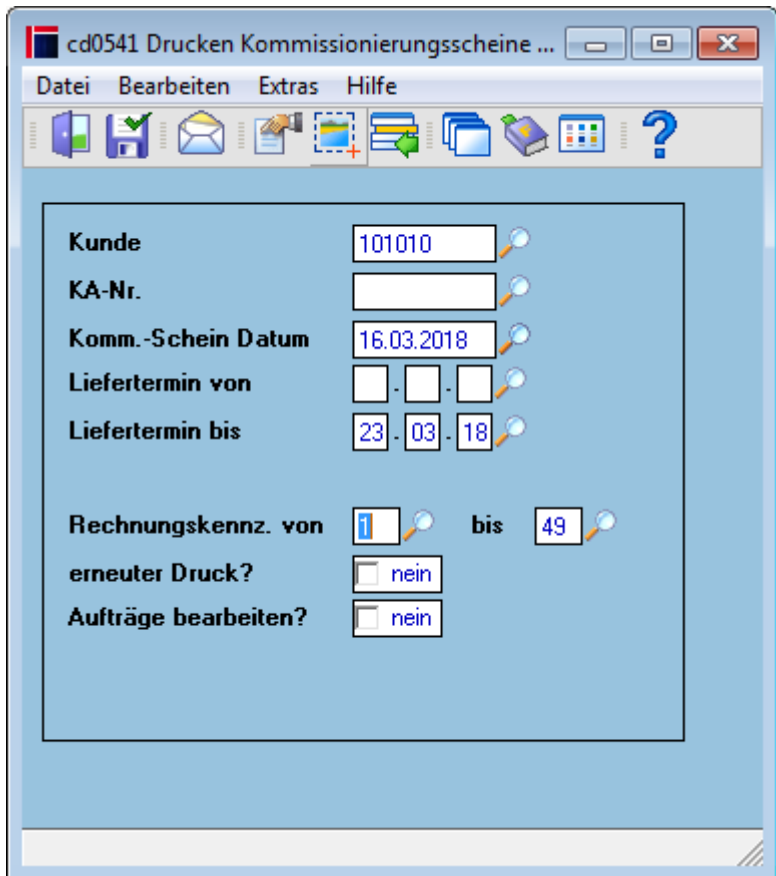 cd0541 Drucken Kommissionierungsscheine ...
Datei Bearbeiten Extras Hilfe
Kunde 101010
KA-Nr.
Komm.-Schein Datum 16.03.2018
Liefertermin von . .
Liefertermin bis 23 . 03 . 18
Rechnungskennz. von 1 bis 49
erneuter Druck? nein
Aufträge bearbeiten? nein